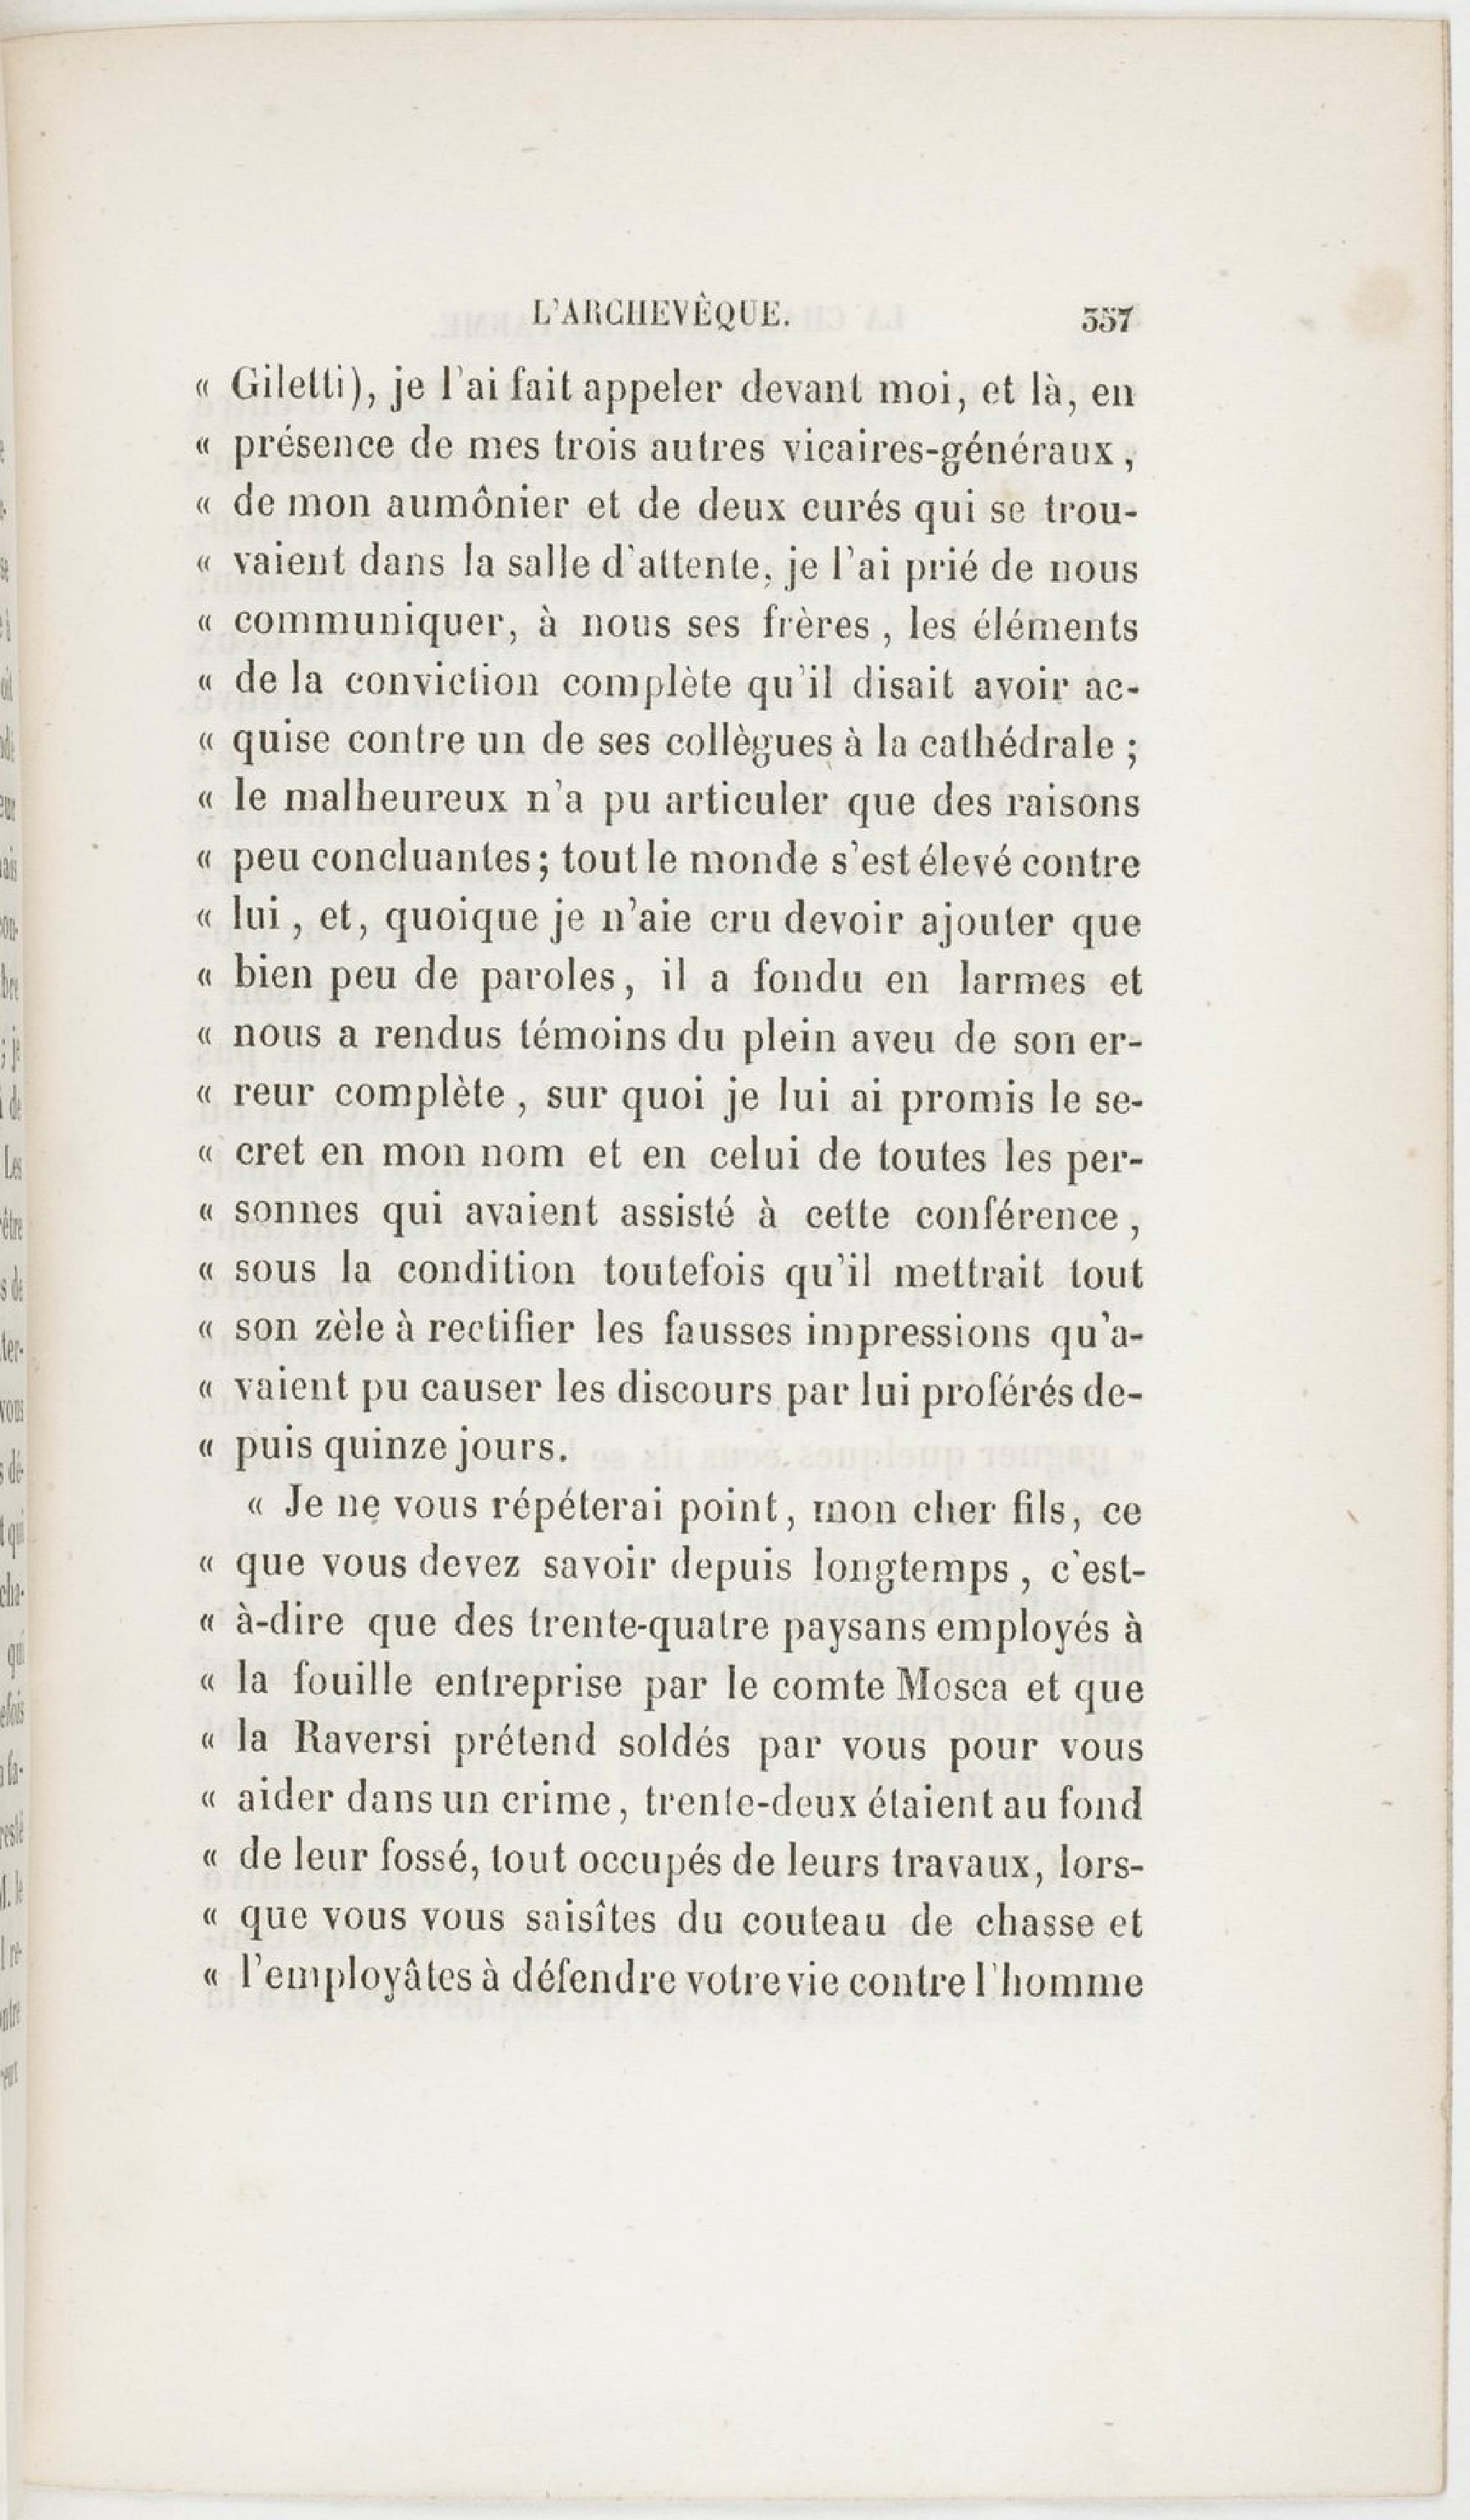 L'ARCHEVÊQUE. 357
« Giletti), je l'ai fait appeler devant moi, et là, en
« présence de mes trois autres vicaires-généraux,
« de mon aumônier et de deux curés qui se trou-
« vaient dans la salle d'attente, je l'ai prié de nous
« communiquer, à nous ses frères, les éléments
« de la conviction complète qu'il disait avoir ac-
« quise contre un de ses collègues à la cathédrale ;
« le malheureux n'a pu articuler que des raisons
« peu concluantes; tout le monde s'est élevé contre
« lui, et, quoique je n'aie cru devoir ajouter que
« bien peu de paroles, il a fondu en larmes et
« nous a rendus témoins du plein aveu de son er-
« reur complète, sur quoi je lui ai promis le se-
« cret en mon nom et en celui de toutes les per-
« sonnes qui avaient assisté à cette conférence,
« sous la condition toutefois qu'il mettrait tout
« son zèle à rectifier les fausses impressions qu'a-
« vaient pu causer les discours par lui proférés de-
« puis quinze jours.
« Je ne vous répéterai point, mon cher fils, ce
« que vous devez savoir depuis longtemps, c'est-
« à-dire que des trente-quatre paysans employés à
« la fouille entreprise par le comte Mosca et que
« la Raversi prétend soldés par vous pour vous
« aider dans un crime, trente-deux étaient au fond
« de leur fossé, tout occupés de leurs travaux, lors-
« que vous vous saisîtes du couteau de chasse et
« l'employâtes à défendre votre vie contre l'homme